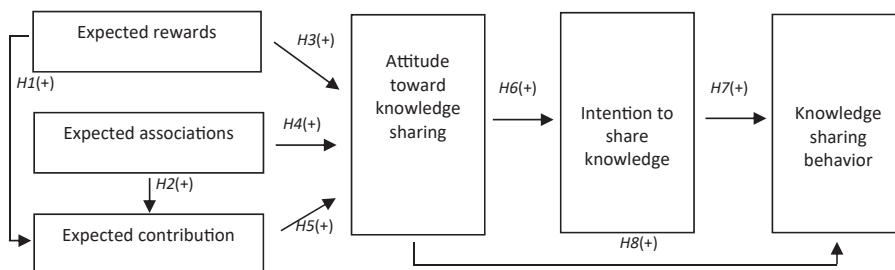 Expected rewards
H1(+)
H3(+)
Expected associations
H4(+)
H2(+)
Expected contribution
H5(+)
Attitude
toward
knowledge
sharing
H6(+)
Intention to
share
knowledge
H7(+)
Knowledge
sharing
behavior
H8(+)